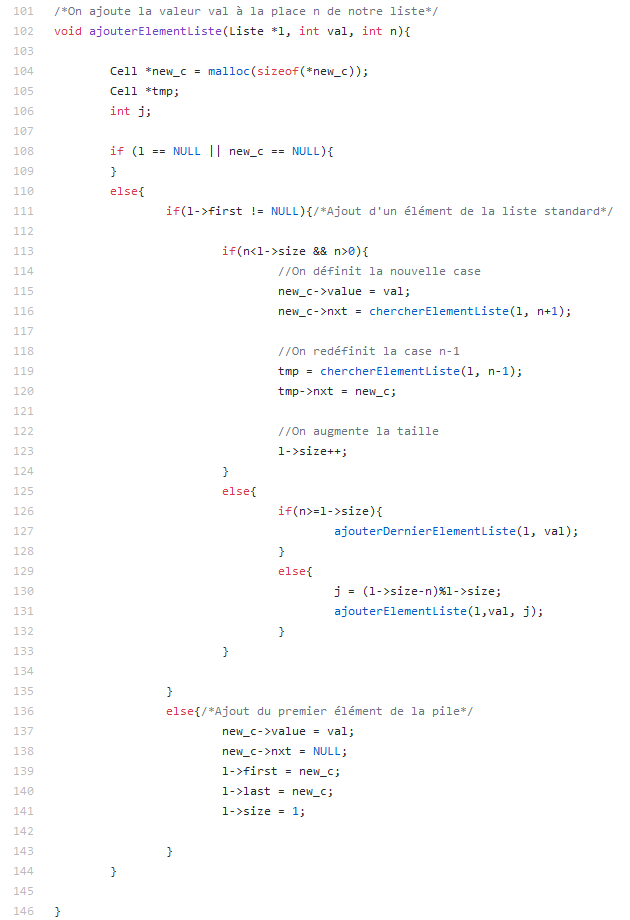 101 /*On ajoute la valeur val à la place n de notre liste*/
102 void ajouterElementListe(Liste *l, int val, int n){
103
104 Cell *new_c = malloc(sizeof(*new_c));
105 Cell *tmp;
106 int j;
107
108 if (l == NULL || new_c == NULL){
109 }
110 else{
111 if(l->first != NULL){/*Ajout d'un élément de la liste standard*/
112
113 if(n<l->size && n>0){
114 //On définit la nouvelle case
115 new_c->value = val;
116 new_c->nxt = chercherElementListe(l, n+1);
117
118 //On redéfinit la case n-1
119 tmp = chercherElementListe(l, n-1);
120 tmp->nxt = new_c;
121
122 //On augmente la taille
123 l->size++;
124 }
125 else{
126 if(n>=l->size){
127 ajouterDernierElementListe(l, val);
128 }
129 else{
130 j = (l->size-n)%l->size;
131 ajouterElementListe(l,val, j);
132 }
133 }
134
135 }
136 else{/*Ajout du premier élément de la pile*/
137 new_c->value = val;
138 new_c->nxt = NULL;
139 l->first = new_c;
140 l->last = new_c;
141 l->size = 1;
142
143 }
144 }
145
146 }